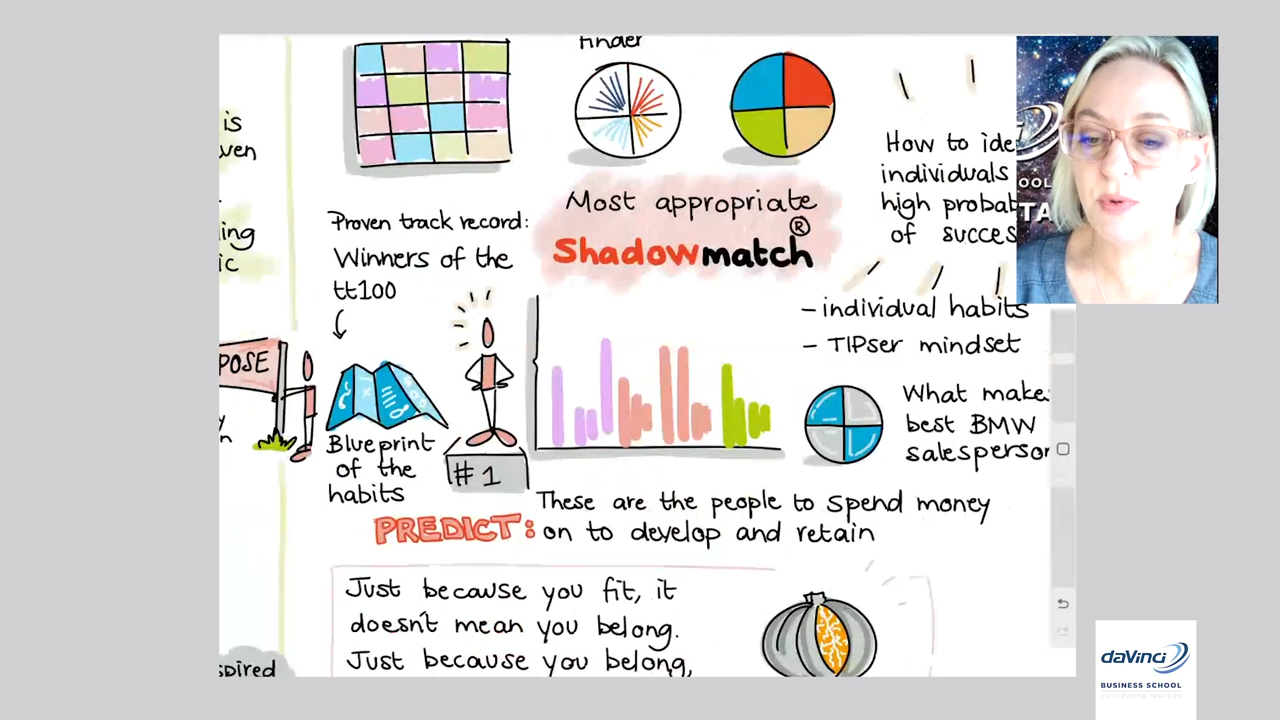 finder
is
ing
ic
Proven track record:
Winners of the
tt100
Most appropriate
Shadowmatch®
How to ide
individuals
high probab
of succes
– individual habits
– TIPser mindset
What make
best BMW
salesperson
POSE
Blueprint
of the
habits
#1
These are the people to spend money
PREDICT: on to develop and retain
Just because you fit, it
doesn't mean you belong.
Just because you belong,
spired
daVinci
BUSINESS SCHOOL